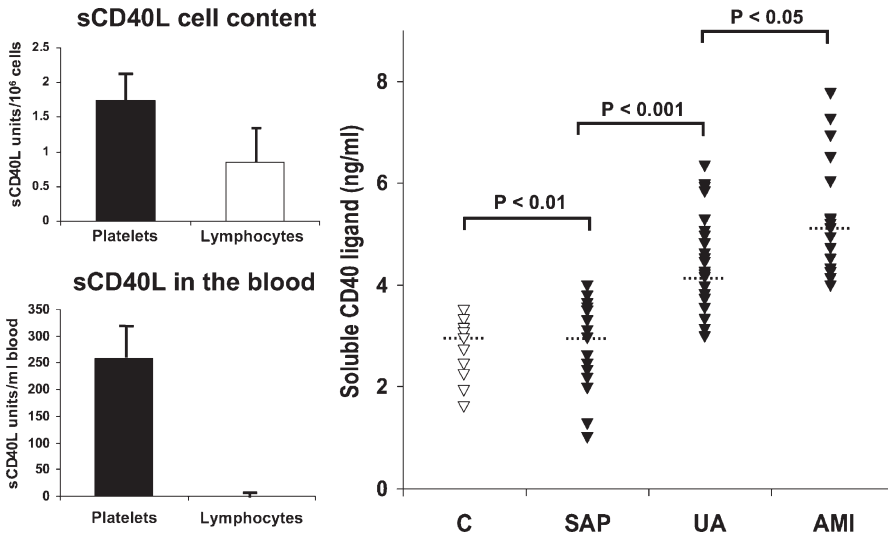 sCD40L cell content
sCD40L units/10⁶ cells
2.5
2
1.5
1
0.5
0
Platelets Lymphocytes
sCD40L in the blood
sCD40L units/ml blood
350
300
250
200
150
100
50
0
Platelets Lymphocytes
Soluble CD40 ligand (ng/ml)
8
6
4
2
0
P < 0.01
P < 0.001
P < 0.05
C SAP UA AMI